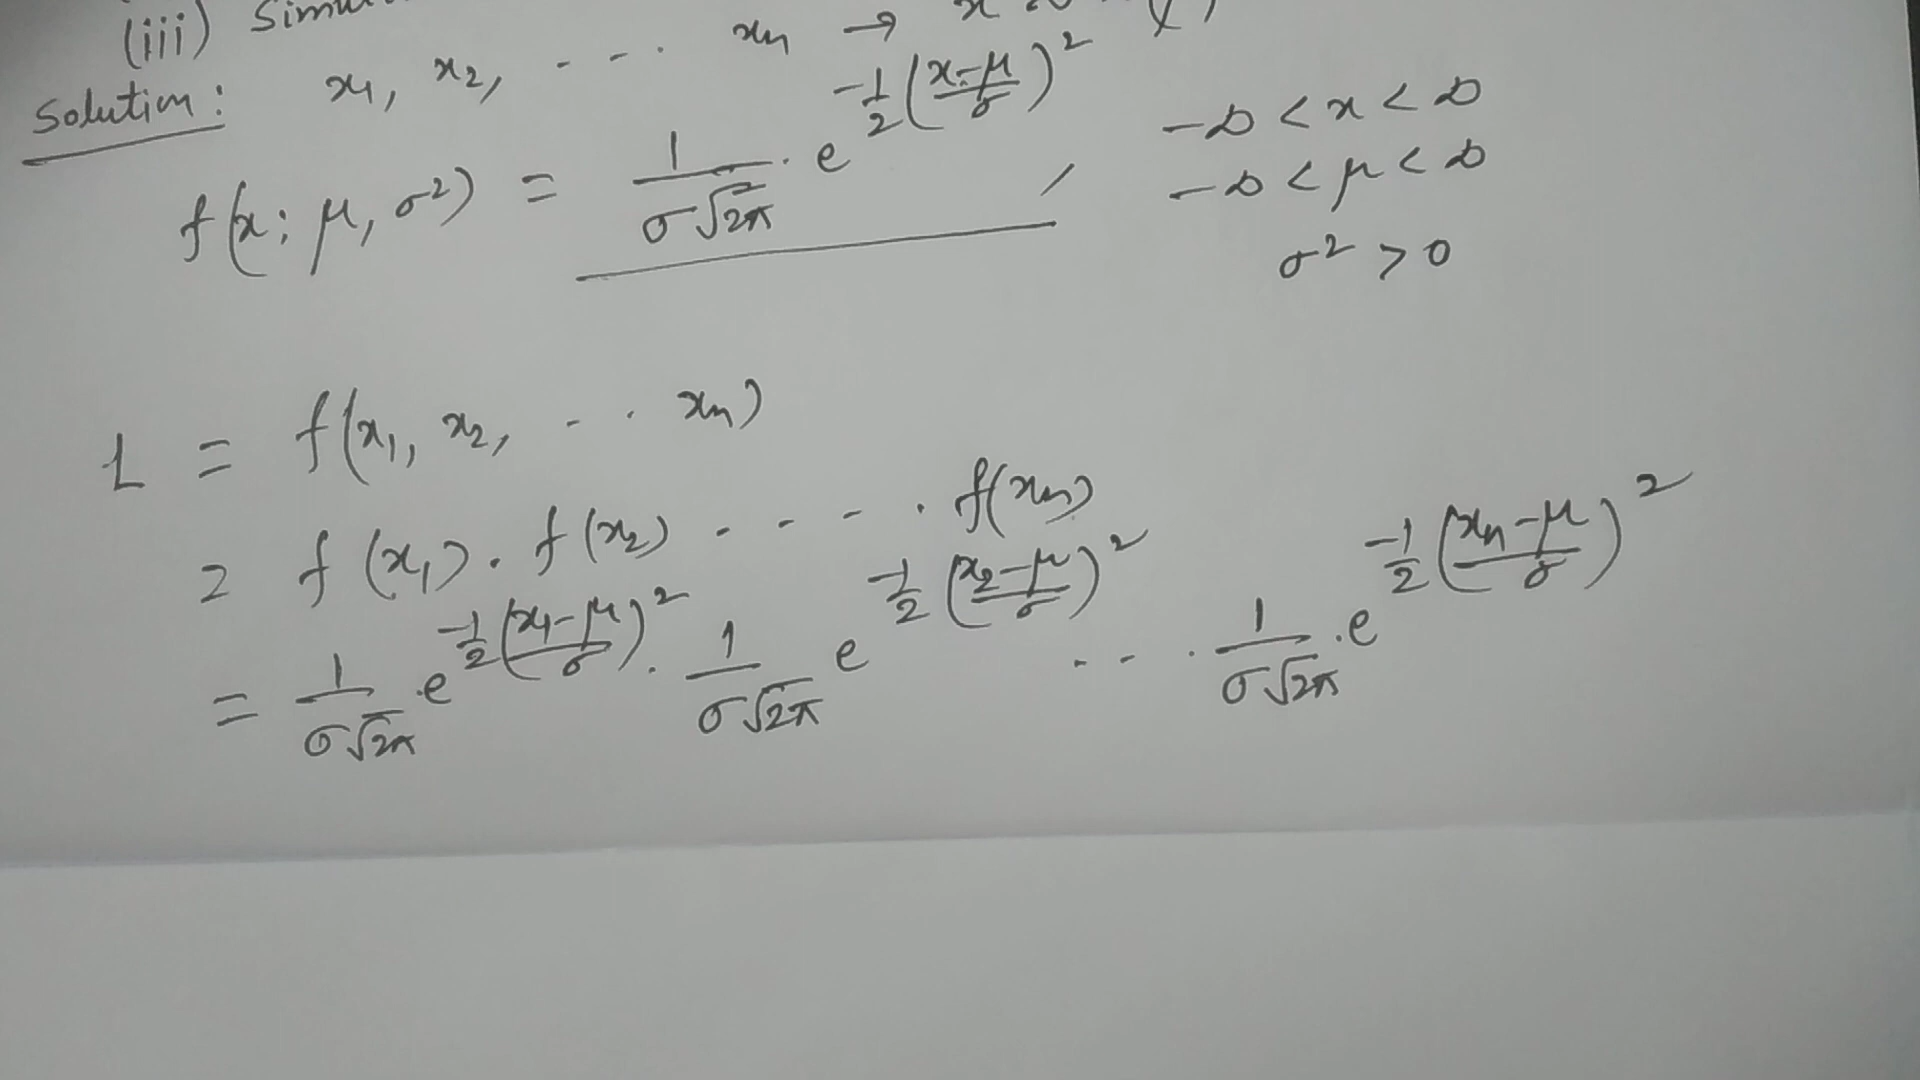 (iii) Simu
Solution: x₁, x₂, - - . xₙ → x
f(x; μ, σ²) = 1/(σ√2π) . e^(-1/2 ((x-μ)/σ)²) , -∞ < x < ∞
-∞ < μ < ∞
σ² > 0
L = f(x₁, x₂, - . . xₙ)
= f(x₁) . f(x₂) . - - - . f(xₙ)
= 1/(σ√2π) . e^(-1/2 ((x₁-μ)/σ)²) . 1/(σ√2π) e^(-1/2 ((x₂-μ)/σ)²) - - . 1/(σ√2π) . e^(-1/2 ((xₙ-μ)/σ)²)